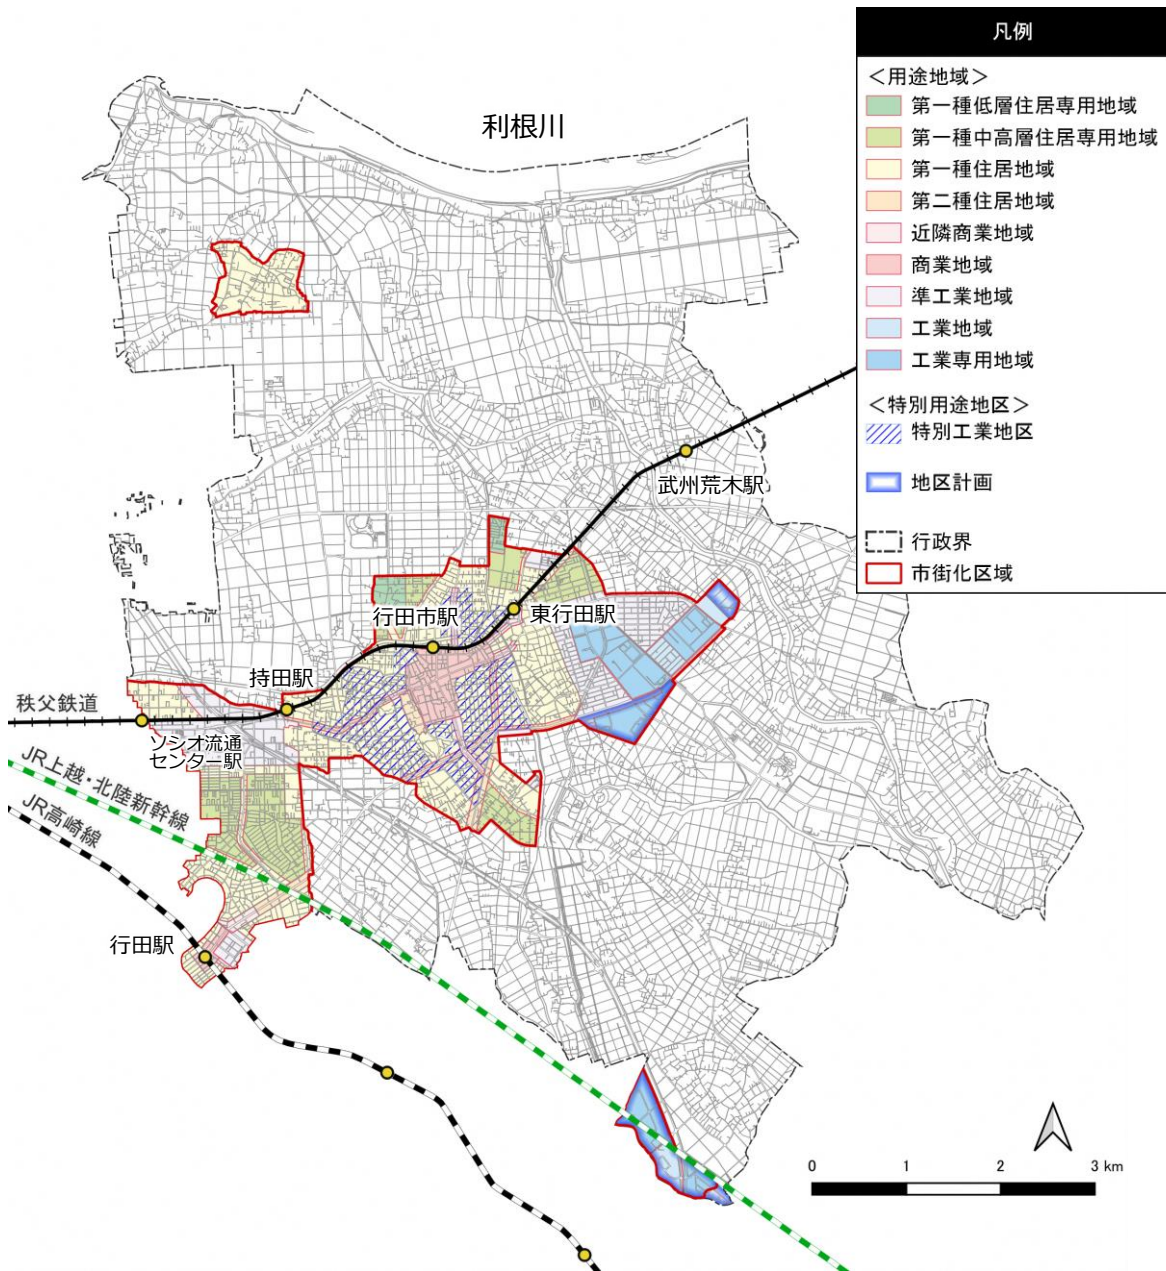 凡例
＜用途地域＞
第一種低層住居専用地域
第一種中高層住居専用地域
第一種住居地域
第二種住居地域
近隣商業地域
商業地域
準工業地域
工業地域
工業専用地域
＜特別用途地区＞
特別工業地区
地区計画
行政界
市街化区域
利根川
武州荒木駅
東行田駅
行田市駅
持田駅
秩父鉄道
ソシオ流通
センター駅
JR上越・北陸新幹線
JR高崎線
行田駅
0 1 2 3 km